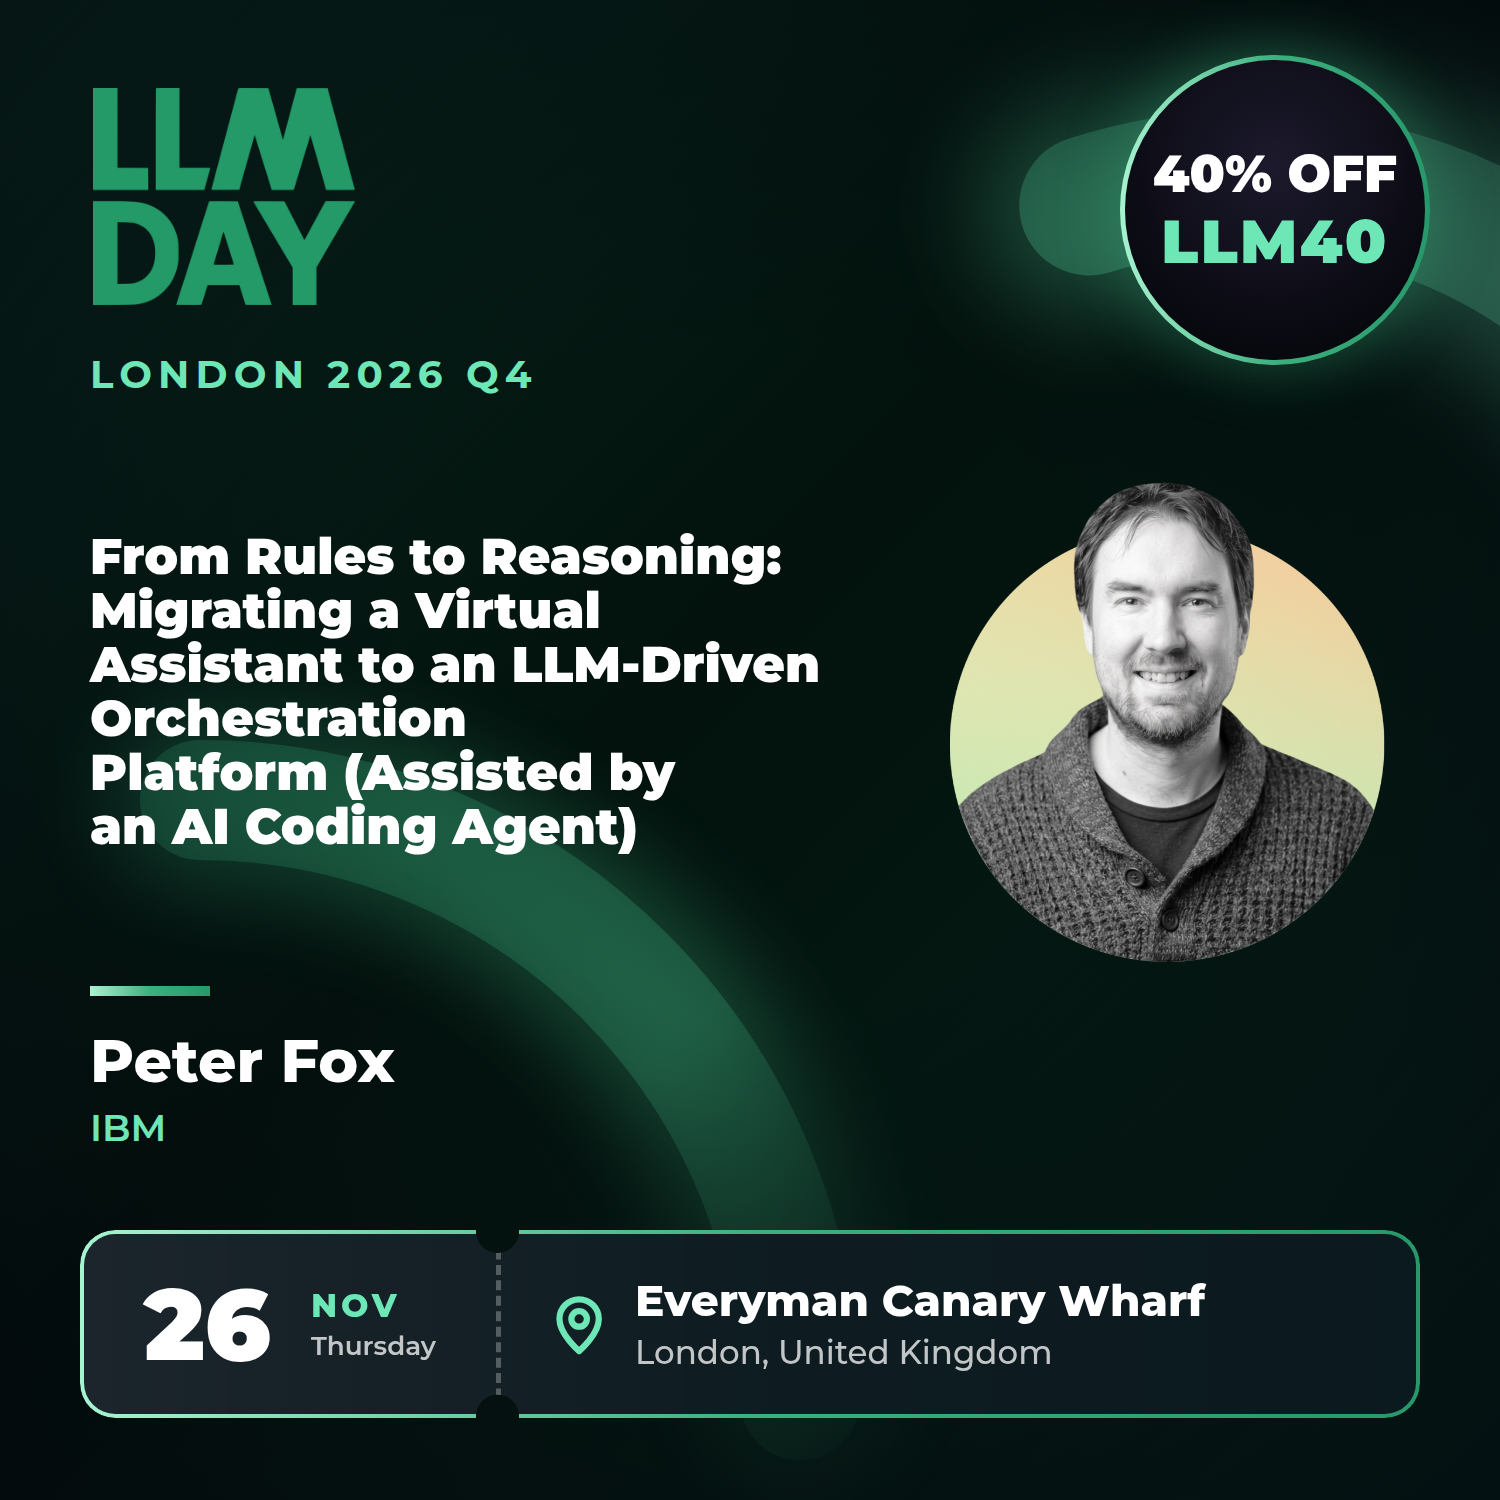 LLM
DAY
LONDON 2026 Q4
40% OFF
LLM40
From Rules to Reasoning:
Migrating a Virtual
Assistant to an LLM-Driven
Orchestration
Platform (Assisted by
an AI Coding Agent)
Peter Fox
IBM
26
NOV
Thursday
Everyman Canary Wharf
London, United Kingdom